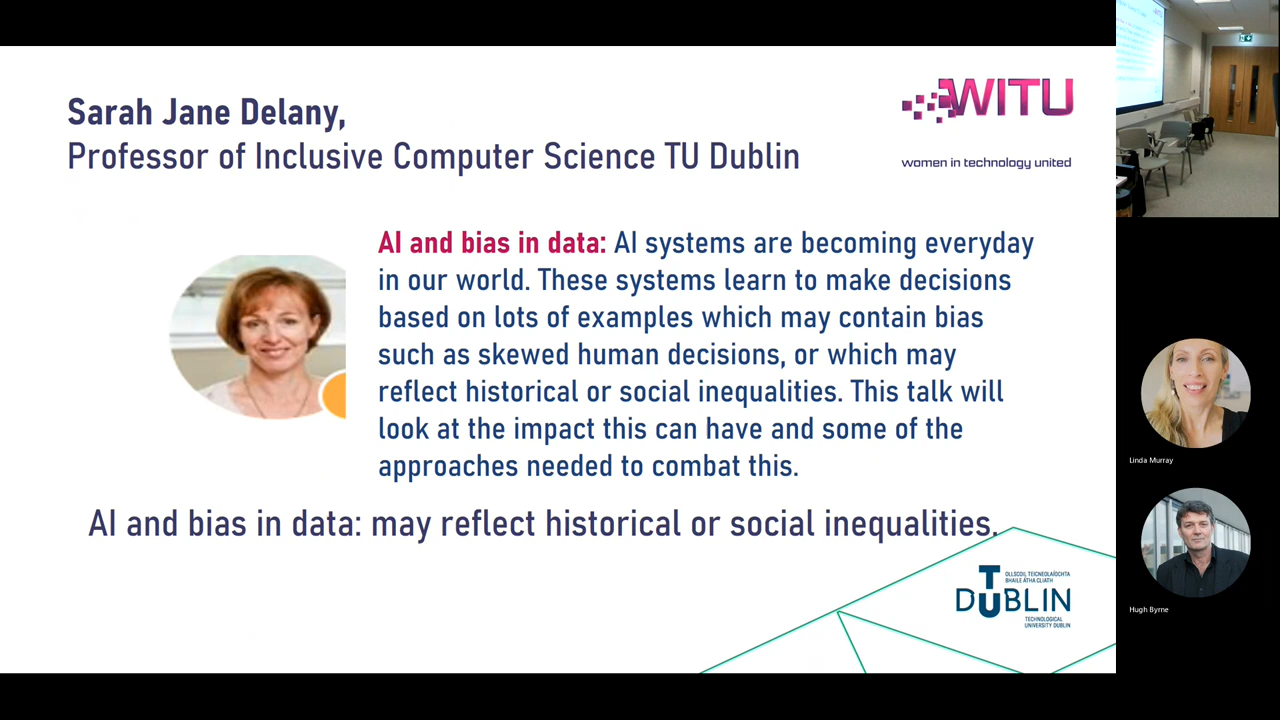 Sarah Jane Delany,
Professor of Inclusive Computer Science TU Dublin
WITU
women in technology united
AI and bias in data: AI systems are becoming everyday
in our world. These systems learn to make decisions
based on lots of examples which may contain bias
such as skewed human decisions, or which may
reflect historical or social inequalities. This talk will
look at the impact this can have and some of the
approaches needed to combat this.
AI and bias in data: may reflect historical or social inequalities.
OLLSCOIL TEICNEOLAÍOCHTA
BHAILE ÁTHA CLIATH
TU DUBLIN
TECHNOLOGICAL
UNIVERSITY DUBLIN
Linda Murray
Hugh Byrne